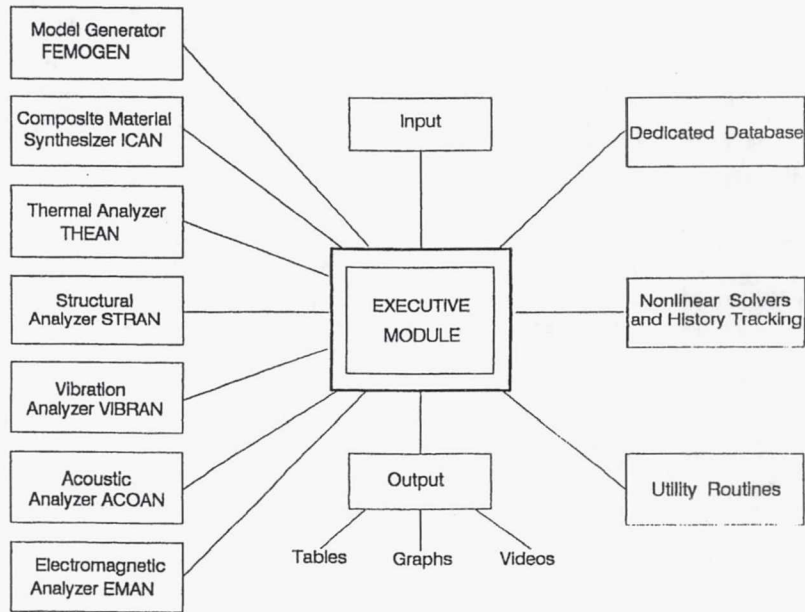 Model Generator
FEMOGEN
Composite Material
Synthesizer ICAN
Thermal Analyzer
THEAN
Structural
Analyzer STRAN
Vibration
Analyzer VIBRAN
Acoustic
Analyzer ACOAN
Electromagnetic
Analyzer EMAN
Input
EXECUTIVE
MODULE
Output
Tables
Graphs
Videos
Dedicated Database
Nonlinear Solvers
and History Tracking
Utility Routines